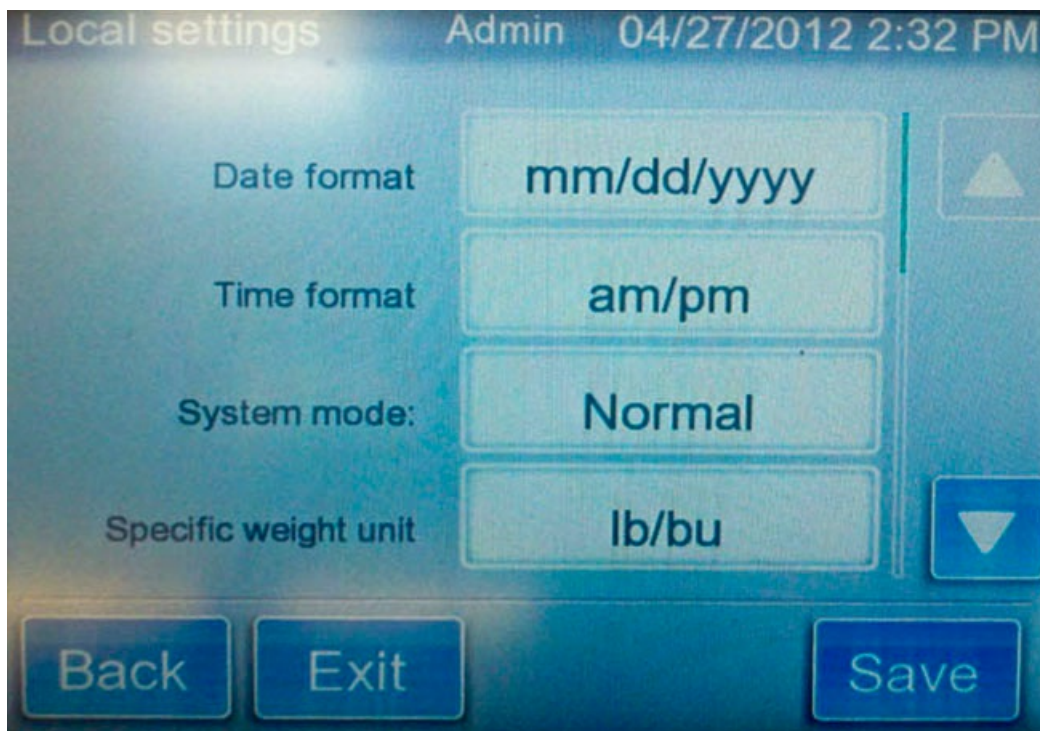 Local settings Admin 04/27/2012 2:32 PM
Date format mm/dd/yyyy
Time format am/pm
System mode: Normal
Specific weight unit lb/bu
Back Exit Save